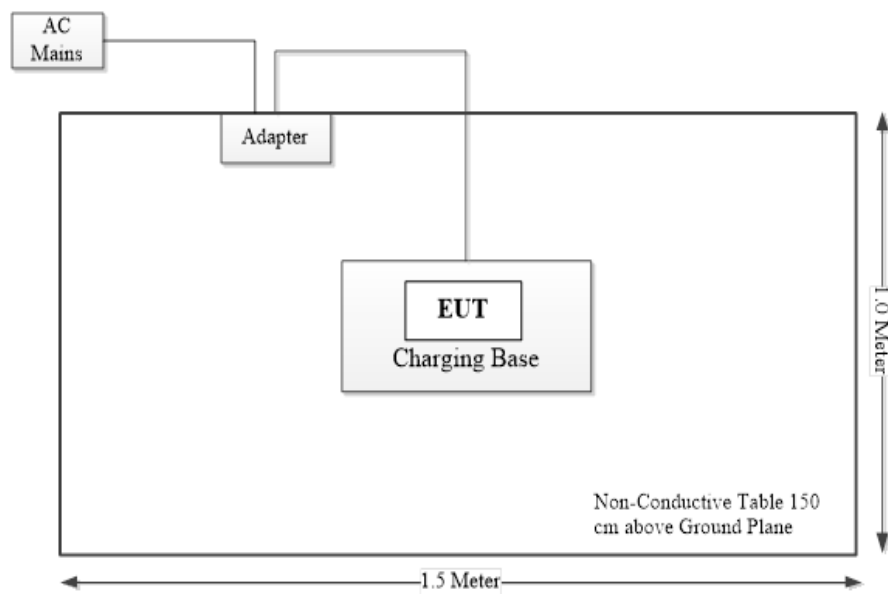 AC
Mains
Adapter
EUT
Charging Base
1.0 Meter
Non-Conductive Table 150
cm above Ground Plane
1.5 Meter